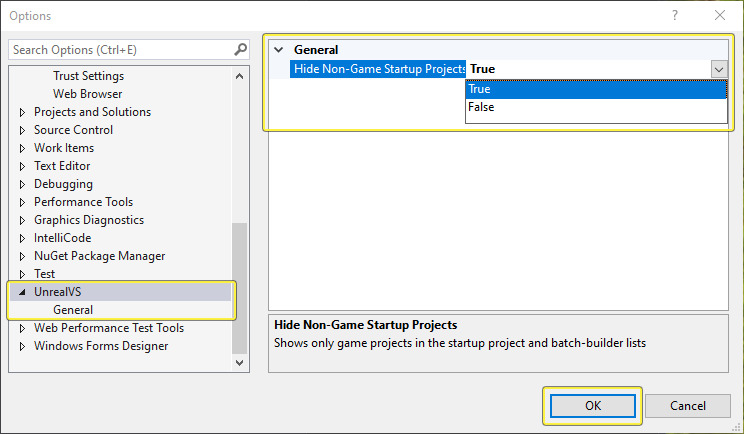 Options
Search Options (Ctrl+E)
Trust Settings
Web Browser
Projects and Solutions
Source Control
Work Items
Text Editor
Debugging
Performance Tools
Graphics Diagnostics
IntelliCode
NuGet Package Manager
Test
UnrealVS
General
Web Performance Test Tools
Windows Forms Designer
General
Hide Non-Game Startup Projects True
True
False
Hide Non-Game Startup Projects
Shows only game projects in the startup project and batch-builder lists
OK Cancel